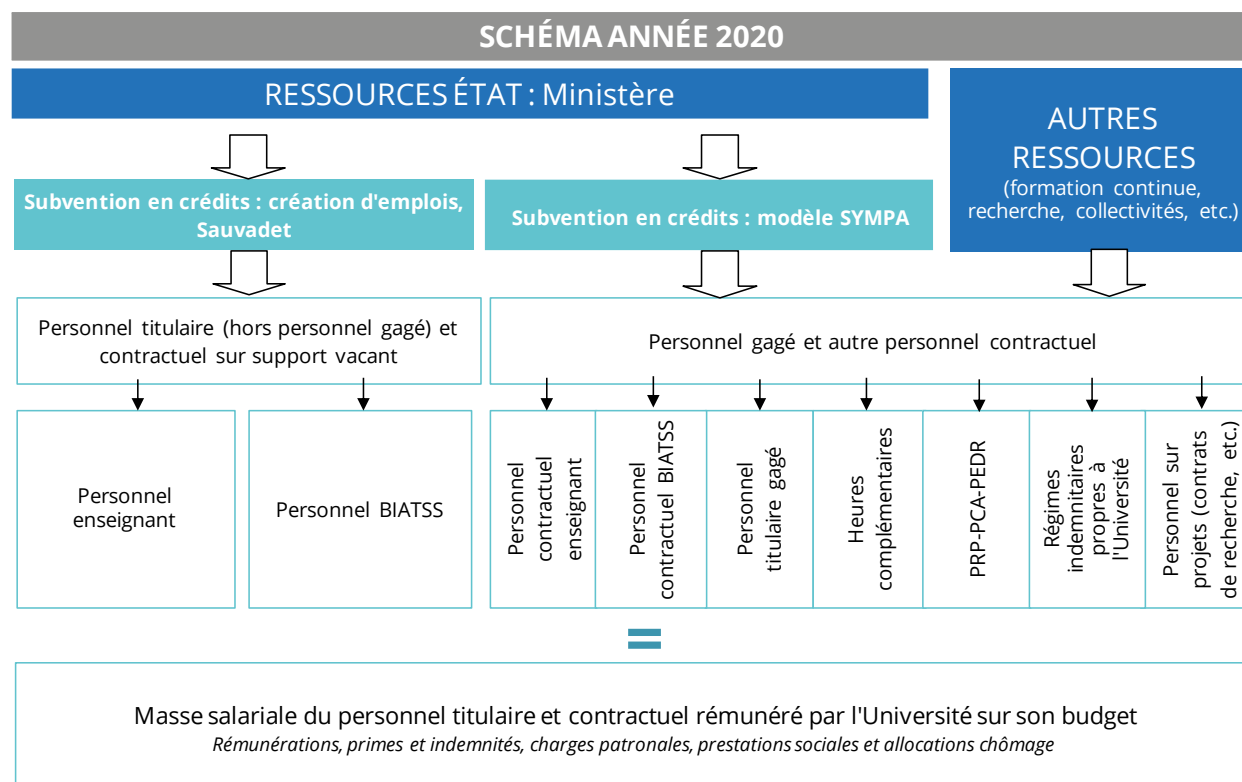 SCHÉMA ANNÉE 2020
RESSOURCES ÉTAT : Ministère
AUTRES
RESSOURCES
(formation continue,
recherche, collectivités, etc.)
Subvention en crédits : création d'emplois,
Sauvadet
Subvention en crédits : modèle SYMPA
Personnel titulaire (hors personnel gagé) et
contractuel sur support vacant
Personnel gagé et autre personnel contractuel
Personnel
enseignant
Personnel BIATSS
Personnel
contractuel
enseignant
Personnel
contractuel BIATSS
Personnel
titulaire gagé
Heures
complémentaires
PRP-PCA-PEDR
Régimes
indemnitaires
propres à
l'Université
Personnel sur
projets (contrats
de recherche, etc.)
=
Masse salariale du personnel titulaire et contractuel rémunéré par l'Université sur son budget
Rémunérations, primes et indemnités, charges patronales, prestations sociales et allocations chômage